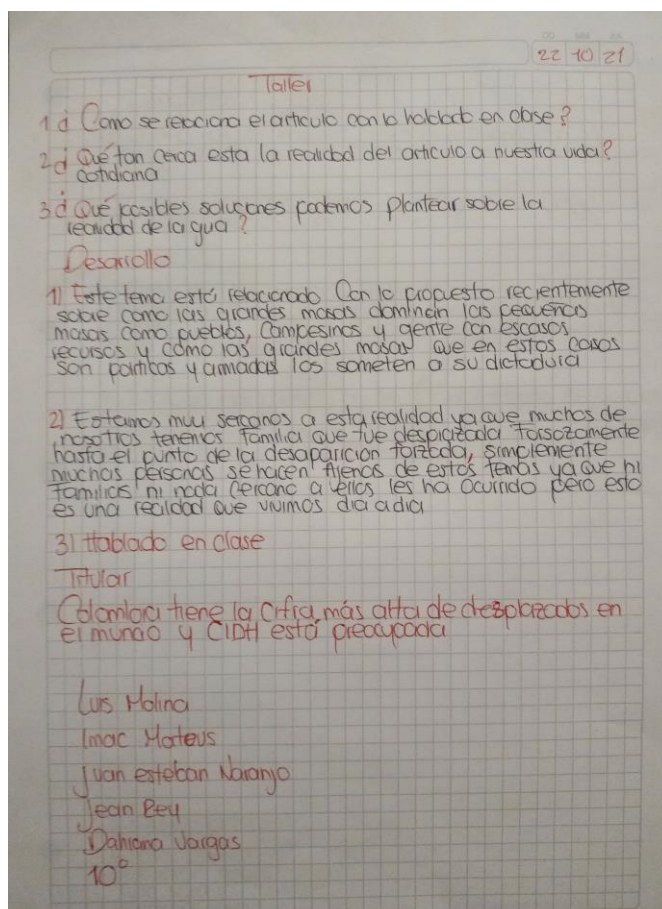 DD MM AA
22 10 21
Taller
1 ¿ Como se relaciona el articulo con lo hablado en clase?
2 ¿ Qué tan cerca esta la realidad del articulo a nuestra vida?
cotidiana
3 ¿ Qué posibles soluciones podemos plantear sobre la
realidad de la gua?
Desarrollo
1) Este tema está relacionado Con lo propuesto recientemente
sobre como las grandes masas dominan las pequeñas
masas como pueblos, Campesinos y gente con escasos
recursos y cómo las grandes masas que en estos casos
son politicos y armadas los someten a su dictadura
2) Estamos muy sercanos a esta realidad ya que muchos de
nosotros tenemos familia que fue desplazada forsozamente
hasta el punto de la desaparicion forzada, simplemente
muchas personas se hacen Ajenas de estos temas ya que ni
familias ni nada cercano a ellos les ha ocurrido pero esto
es una realidad que vivimos dia a dia
3) Hablado en clase
Titular
Colombia tiene la Cifra más alta de desplazados en
el mundo y CIDH está preocupada
Luis Molina
Imac Mateus
Juan esteban Naranjo
Jean Rey
Dahiana Vargas
10°